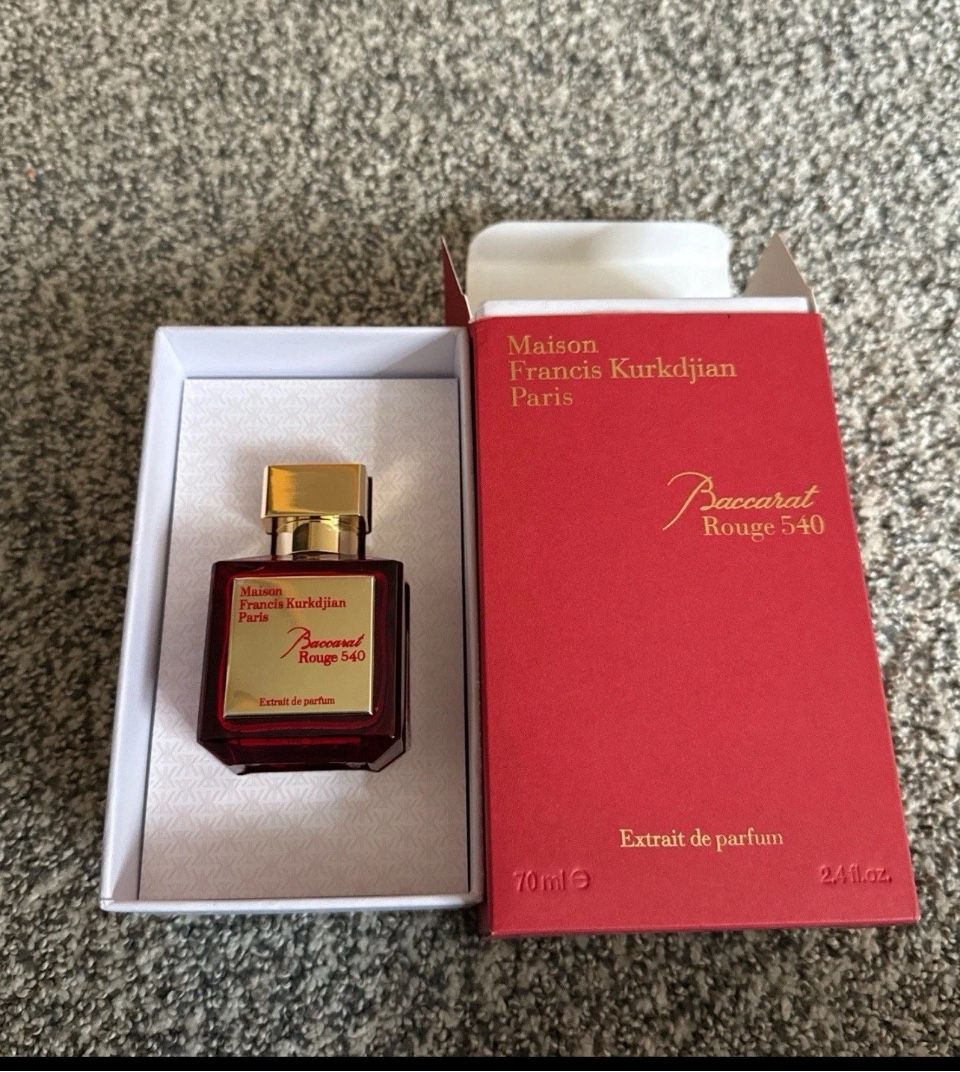 Maison
Francis Kurkdjian
Paris
Baccarat
Rouge 540
Extrait de parfum
Maison
Francis Kurkdjian
Paris
Baccarat
Rouge 540
Extrait de parfum
70 ml ℮ 2.4 fl.oz.